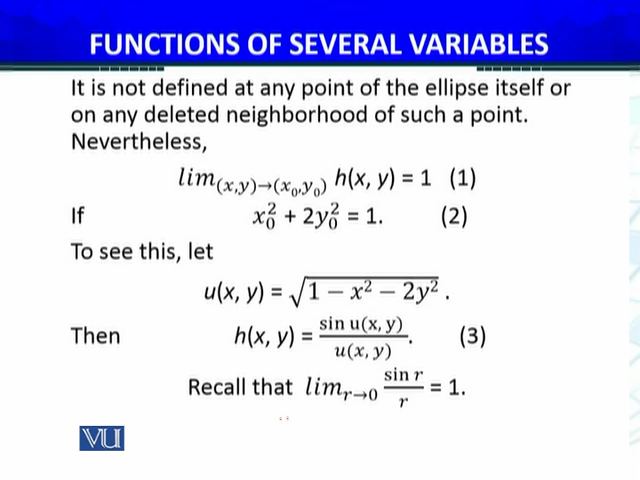 FUNCTIONS OF SEVERAL VARIABLES
It is not defined at any point of the ellipse itself or
on any deleted neighborhood of such a point.
Nevertheless,
lim₍ₓ,y₎→₍ₓ₀,y₀₎ h(x, y) = 1 (1)
If x₀² + 2y₀² = 1. (2)
To see this, let
u(x, y) = √(1 − x² − 2y²) .
Then h(x, y) = sin u(x, y) / u(x, y) . (3)
Recall that limᵣ→₀ sin r / r = 1.
VU